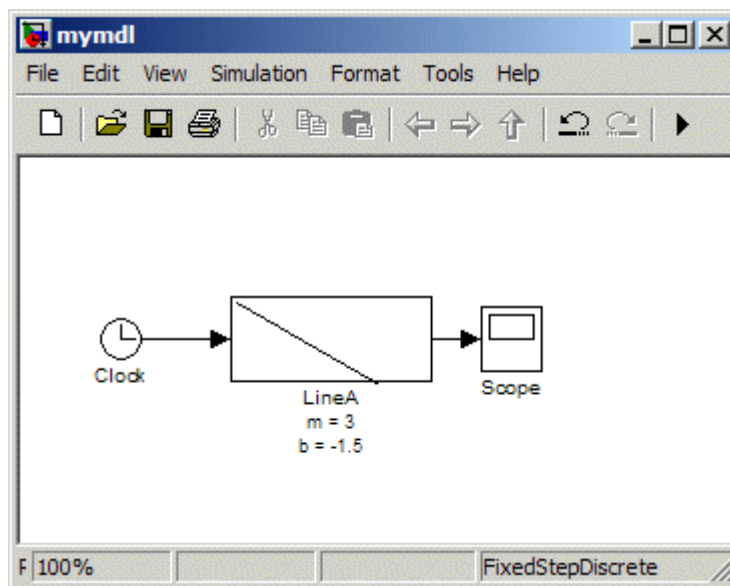 mymdl
File Edit View Simulation Format Tools Help
Clock
LineA
m = 3
b = -1.5
Scope
F 100% FixedStepDiscrete